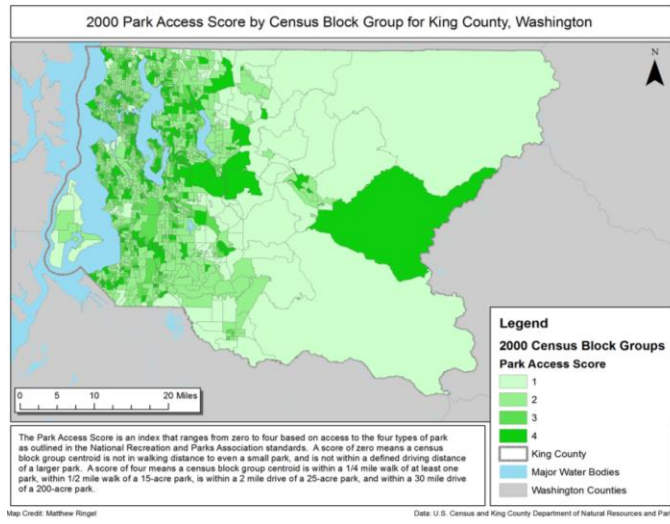 2000 Park Access Score by Census Block Group for King County, Washington
N
0 5 10 20 Miles
Legend
2000 Census Block Groups
Park Access Score
1
2
3
4
King County
Major Water Bodies
Washington Counties
The Park Access Score is an index that ranges from zero to four based on access to the four types of park
as outlined in the National Recreation and Parks Association standards. A score of zero means a census
block group centroid is not in walking distance to even a small park, and is not within a defined driving distance
of a larger park. A score of four means a census block group centroid is within a 1/4 mile walk of at least one
park, within 1/2 mile walk of a 15-acre park, is within a 2 mile drive of a 25-acre park, and within a 30 mile drive
of a 200-acre park.
Map Credit: Matthew Ringel
Data: U.S. Census and King County Department of Natural Resources and Park